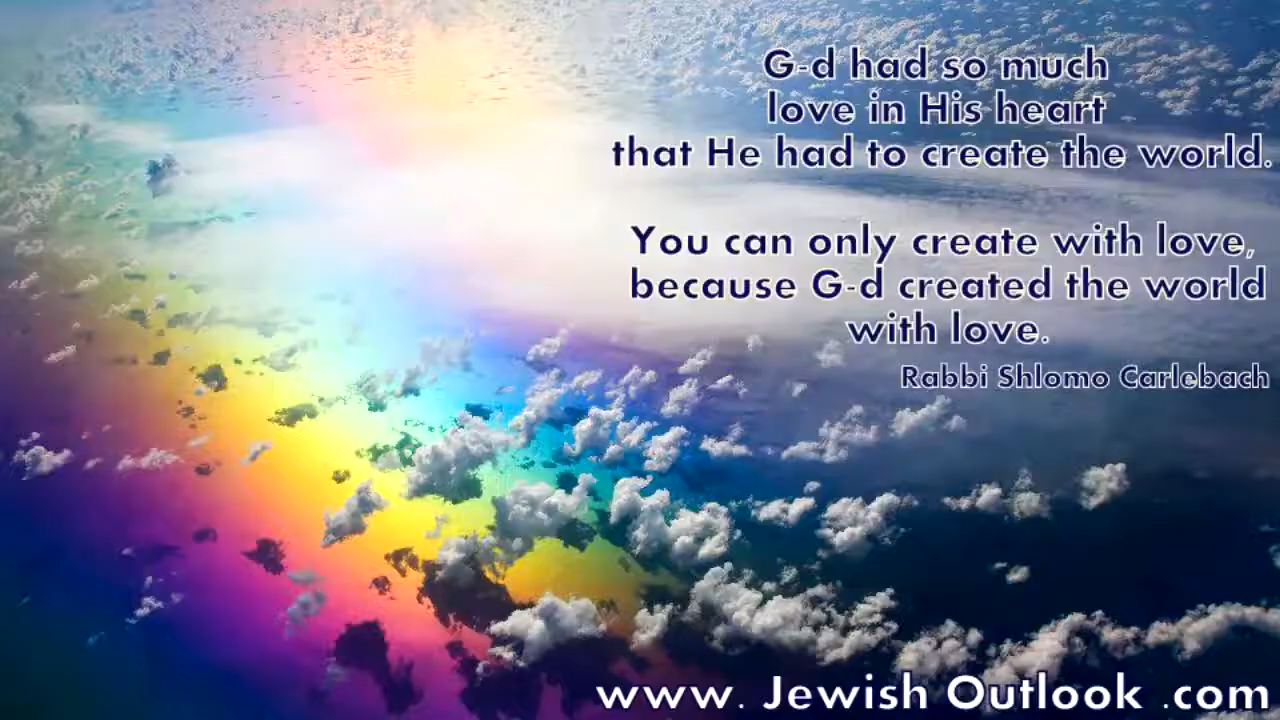 G-d had so much
love in His heart
that He had to create the world.
You can only create with love,
because G-d created the world
with love.
Rabbi Shlomo Carlebach
www. Jewish Outlook .com